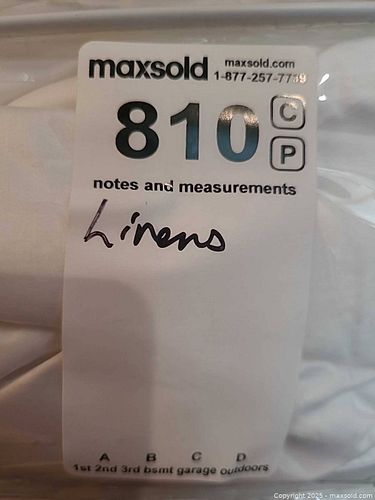 maxsold maxsold.com
1-877-257-7759
810 C
P
notes and measurements
Linens
A B C D
1st 2nd 3rd bsmt garage outdoors
Copyright 2025 - maxsold.com